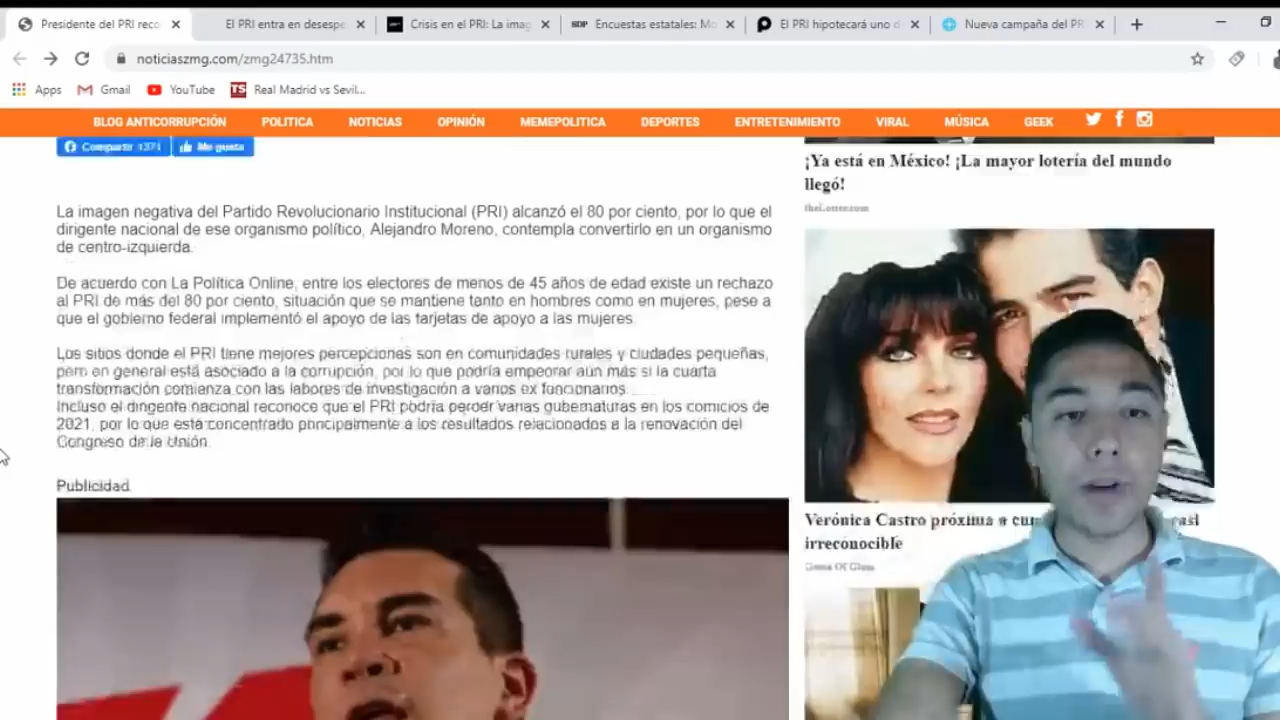 Presidente del PRI reco
El PRI entra en desespe
Crisis en el PRI: La imag
SDP Encuestas estatales: Mo
El PRI hipotecará uno d
Nueva campaña del PR
noticiaszmg.com/zmg24735.htm
Apps
Gmail
YouTube
TS Real Madrid vs Sevil...
BLOG ANTICORRUPCIÓN
POLITICA
NOTICIAS
OPINIÓN
MEMEPOLITICA
DEPORTES
ENTRETENIMIENTO
VIRAL
MÚSICA
GEEK
Compartir 1371
Me gusta
La imagen negativa del Partido Revolucionario Institucional (PRI) alcanzó el 80 por ciento, por lo que el
dirigente nacional de ese organismo político, Alejandro Moreno, contempla convertirlo en un organismo
de centro-izquierda.
De acuerdo con La Política Online, entre los electores de menos de 45 años de edad existe un rechazo
al PRI de más del 80 por ciento, situación que se mantiene tanto en hombres como en mujeres, pese a
que el gobierno federal implementó el apoyo de las tarjetas de apoyo a las mujeres.
Los sitios donde el PRI tiene mejores percepciones son en comunidades rurales y ciudades pequeñas,
pero en general está asociado a la corrupción, por lo que podría empeorar aún más si la cuarta
transformación comienza con las labores de investigación a varios ex funcionarios.
Incluso el dirigente nacional reconoce que el PRI podría perder varias gubernaturas en los comicios de
2021, por lo que está concentrado principalmente a los resultados relacionados a la renovación del
Congreso de la Unión.
Publicidad
¡Ya está en México! ¡La mayor lotería del mundo
llegó!
theLotter.com
Verónica Castro próxima a cum
casi
irreconocible